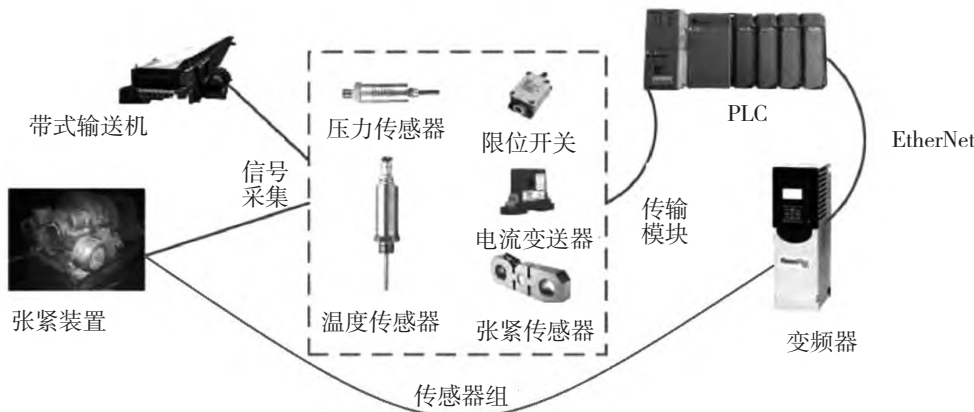 带式输送机
张紧装置
信号
采集
压力传感器
限位开关
电流变送器
温度传感器
张紧传感器
传感器组
传输
模块
PLC
EtherNet
变频器